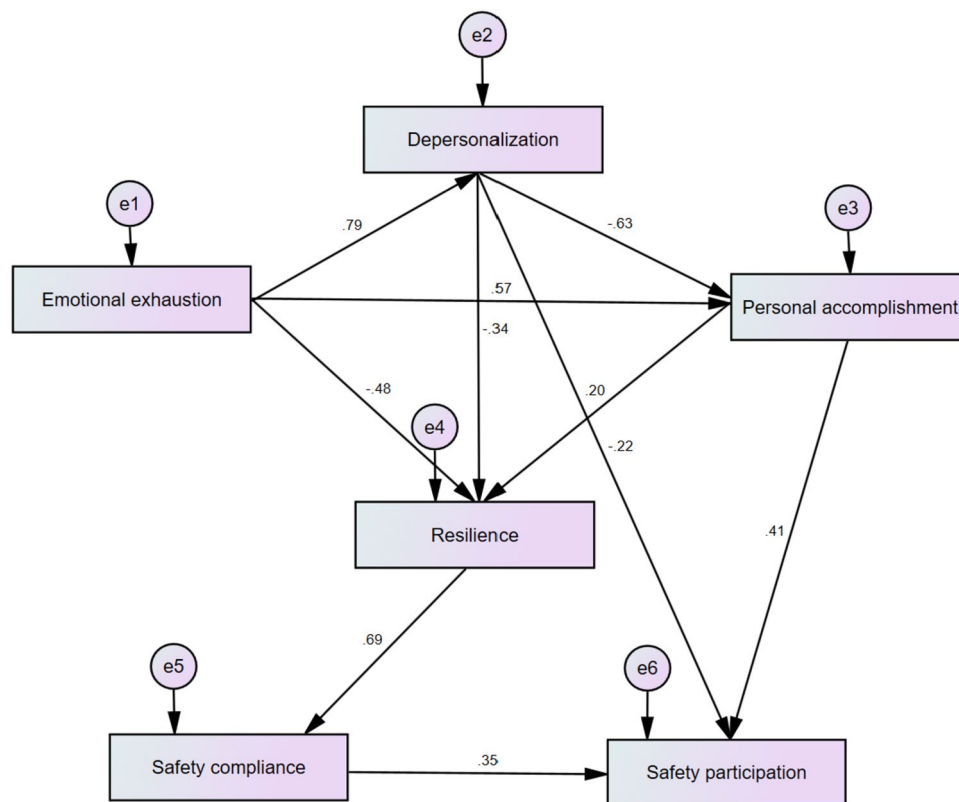 e2
Depersonalization
e1
e3
.79
-.63
Emotional exhaustion
.57
Personal accomplishment
-.34
-.48
.20
e4
-.22
Resilience
.41
.69
e5
e6
Safety compliance
.35
Safety participation